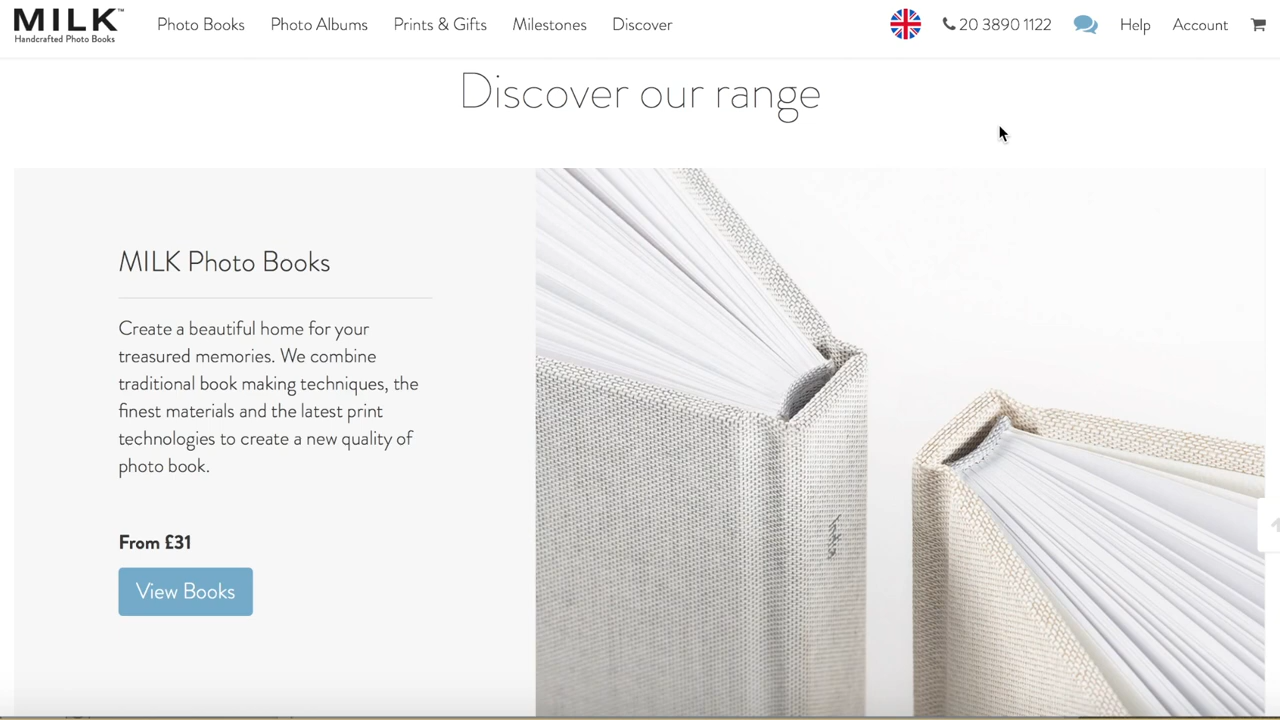 MILK™
Handcrafted Photo Books
Photo Books
Photo Albums
Prints & Gifts
Milestones
Discover
20 3890 1122
Help
Account
Discover our range
MILK Photo Books
Create a beautiful home for your
treasured memories. We combine
traditional book making techniques, the
finest materials and the latest print
technologies to create a new quality of
photo book.
From £31
View Books